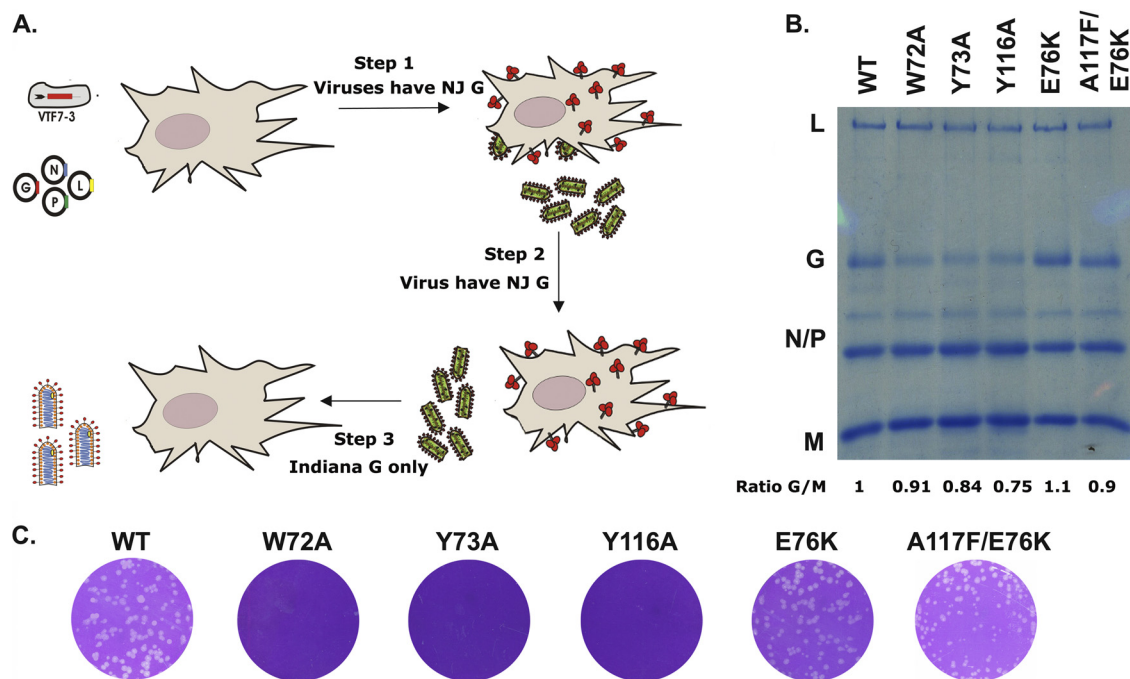 A.
Step 1
Viruses have NJ G
VTF7-3
N
G
L
P
Step 2
Virus have NJ G
Step 3
Indiana G only
B.
WT
W72A
Y73A
Y116A
E76K
A117F/
E76K
L
G
N/P
M
Ratio G/M 1 0.91 0.84 0.75 1.1 0.9
C.
WT W72A Y73A Y116A E76K A117F/E76K